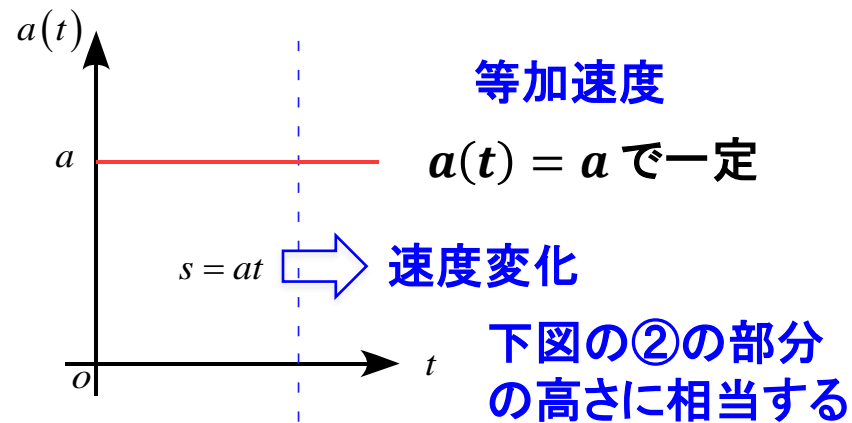 a(t)
等加速度
a
a(t) = a で一定
s = at
速度変化
下図の②の部分
の高さに相当する
t
o